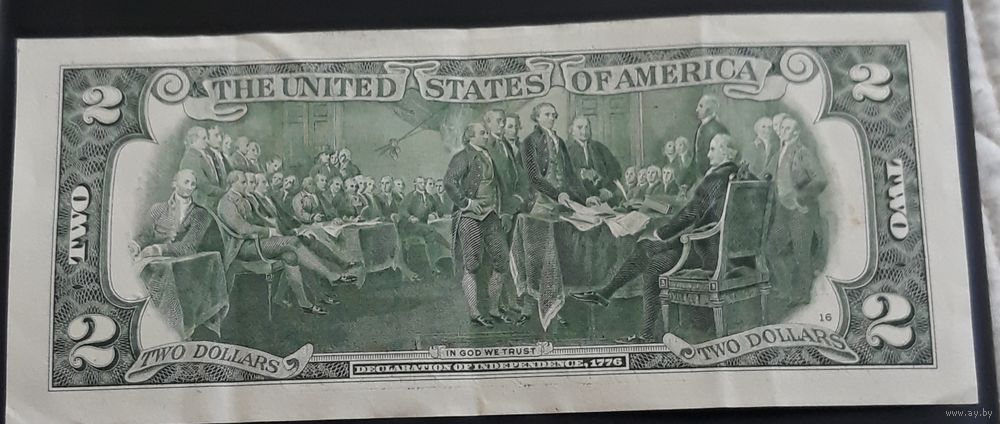 THE UNITED STATES OF AMERICA
2
2
TWO
TWO
2
2
16
TWO DOLLARS
IN GOD WE TRUST
TWO DOLLARS
DECLARATION OF INDEPENDENCE, 1776
www.ay.by